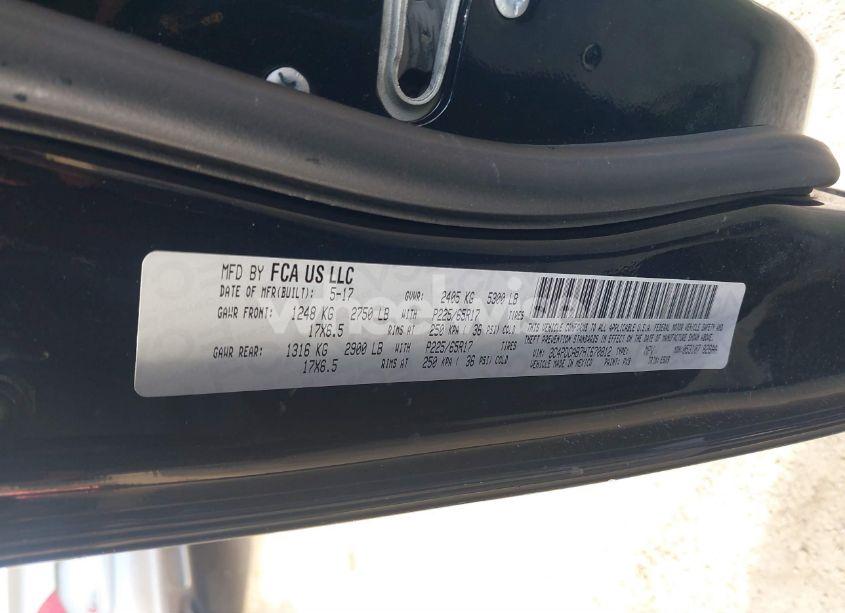 MFD BY FCA US LLC
DATE OF MFR(BUILT): 5-17 GVWR: 2405 KG 5300 LB
GAWR FRONT: 1248 KG 2750 LB WITH P225/65R17 TIRES
17X6.5 RIMS AT 250 KPA ( 36 PSI) COLD
GAWR REAR: 1316 KG 2900 LB WITH P225/65R17 TIRES
17X6.5 RIMS AT 250 KPA ( 36 PSI) COLD
THIS VEHICLE CONFORMS TO ALL APPLICABLE U.S.A. FEDERAL MOTOR VEHICLE SAFETY AND
THEFT PREVENTION STANDARDS IN EFFECT ON THE DATE OF MANUFACTURE SHOWN ABOVE.
VIN: TYPE: MPV
VEHICLE MADE IN MEXICO PAINT: